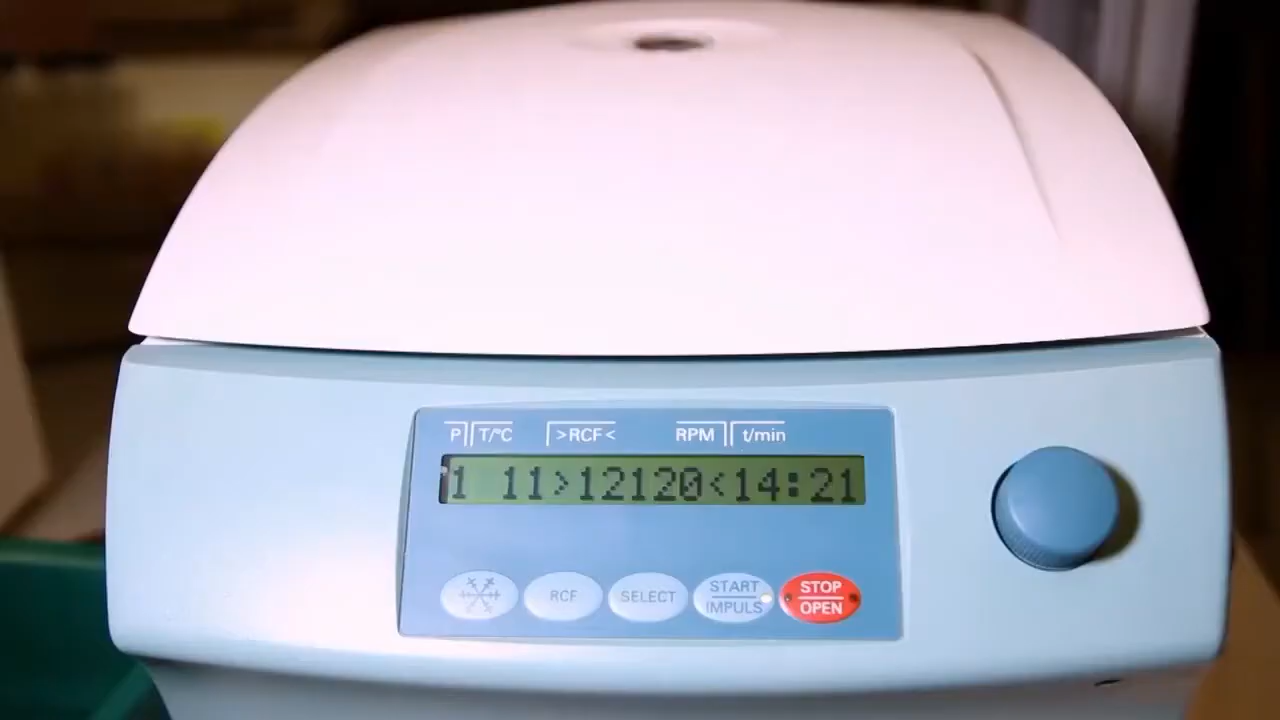 P T/°C >RCF< RPM t/min
1 11>12120<14:21
RCF SELECT START IMPULS STOP OPEN